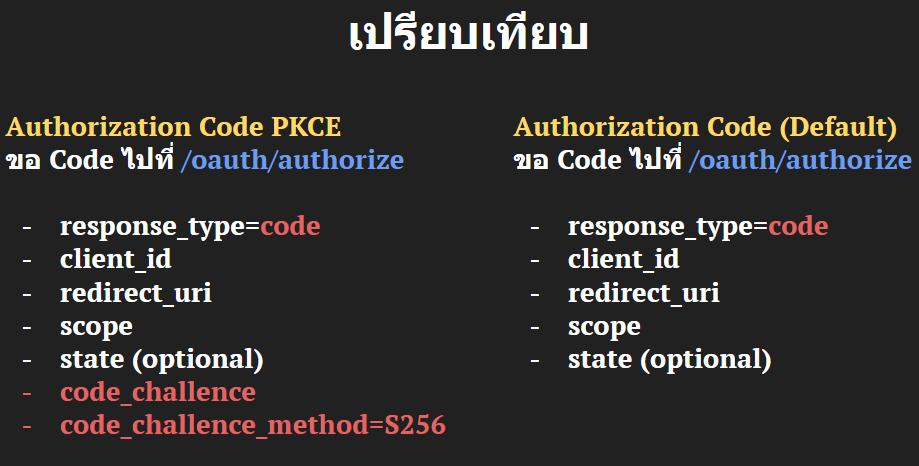 เปรียบเทียบ
Authorization Code PKCE
ขอ Code ไปที่ /oauth/authorize
- response_type=code
- client_id
- redirect_uri
- scope
- state (optional)
- code_challence
- code_challence_method=S256
Authorization Code (Default)
ขอ Code ไปที่ /oauth/authorize
- response_type=code
- client_id
- redirect_uri
- scope
- state (optional)